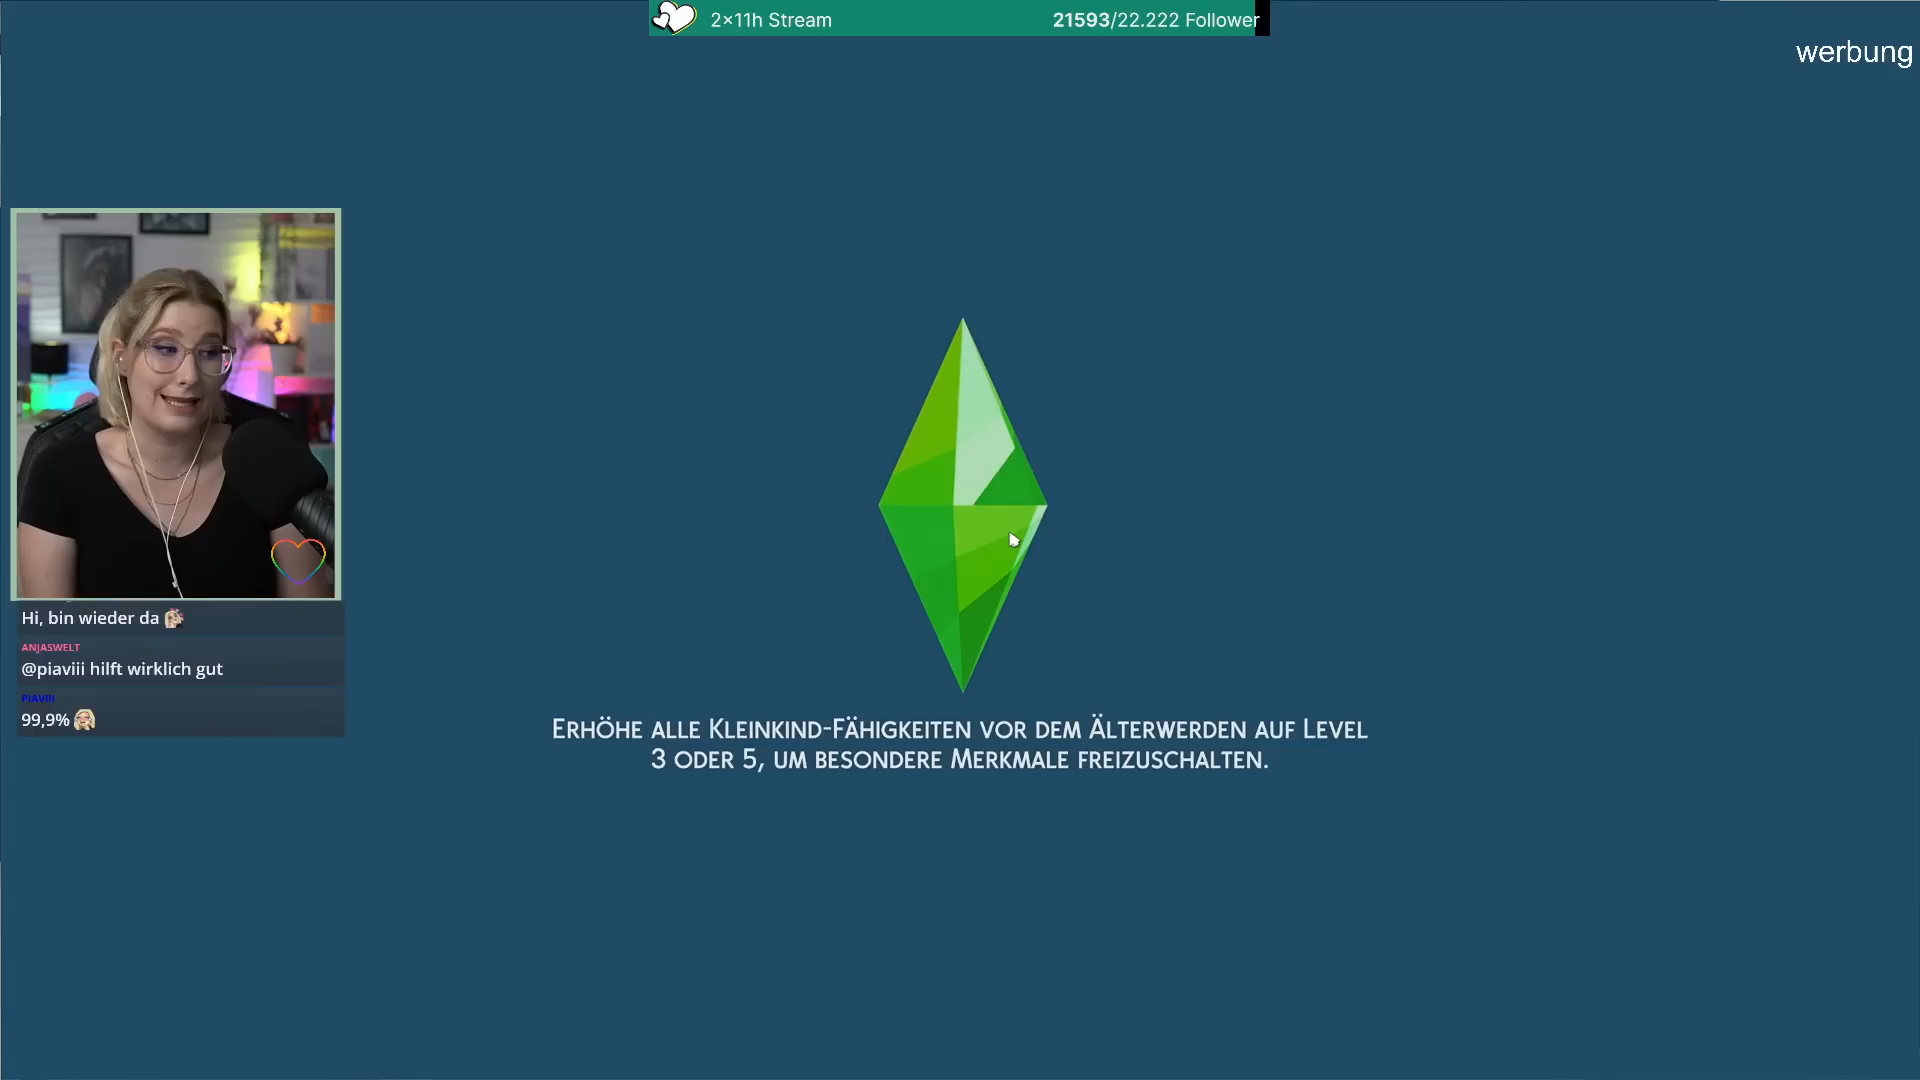 2×11h Stream 21593/22.222 Follower
werbung
Hi, bin wieder da
ANJASWELT
@piaviii hilft wirklich gut
PIAVIII
99,9%
ERHÖHE ALLE KLEINKIND-FÄHIGKEITEN VOR DEM ÄLTERWERDEN AUF LEVEL
3 ODER 5, UM BESONDERE MERKMALE FREIZUSCHALTEN.